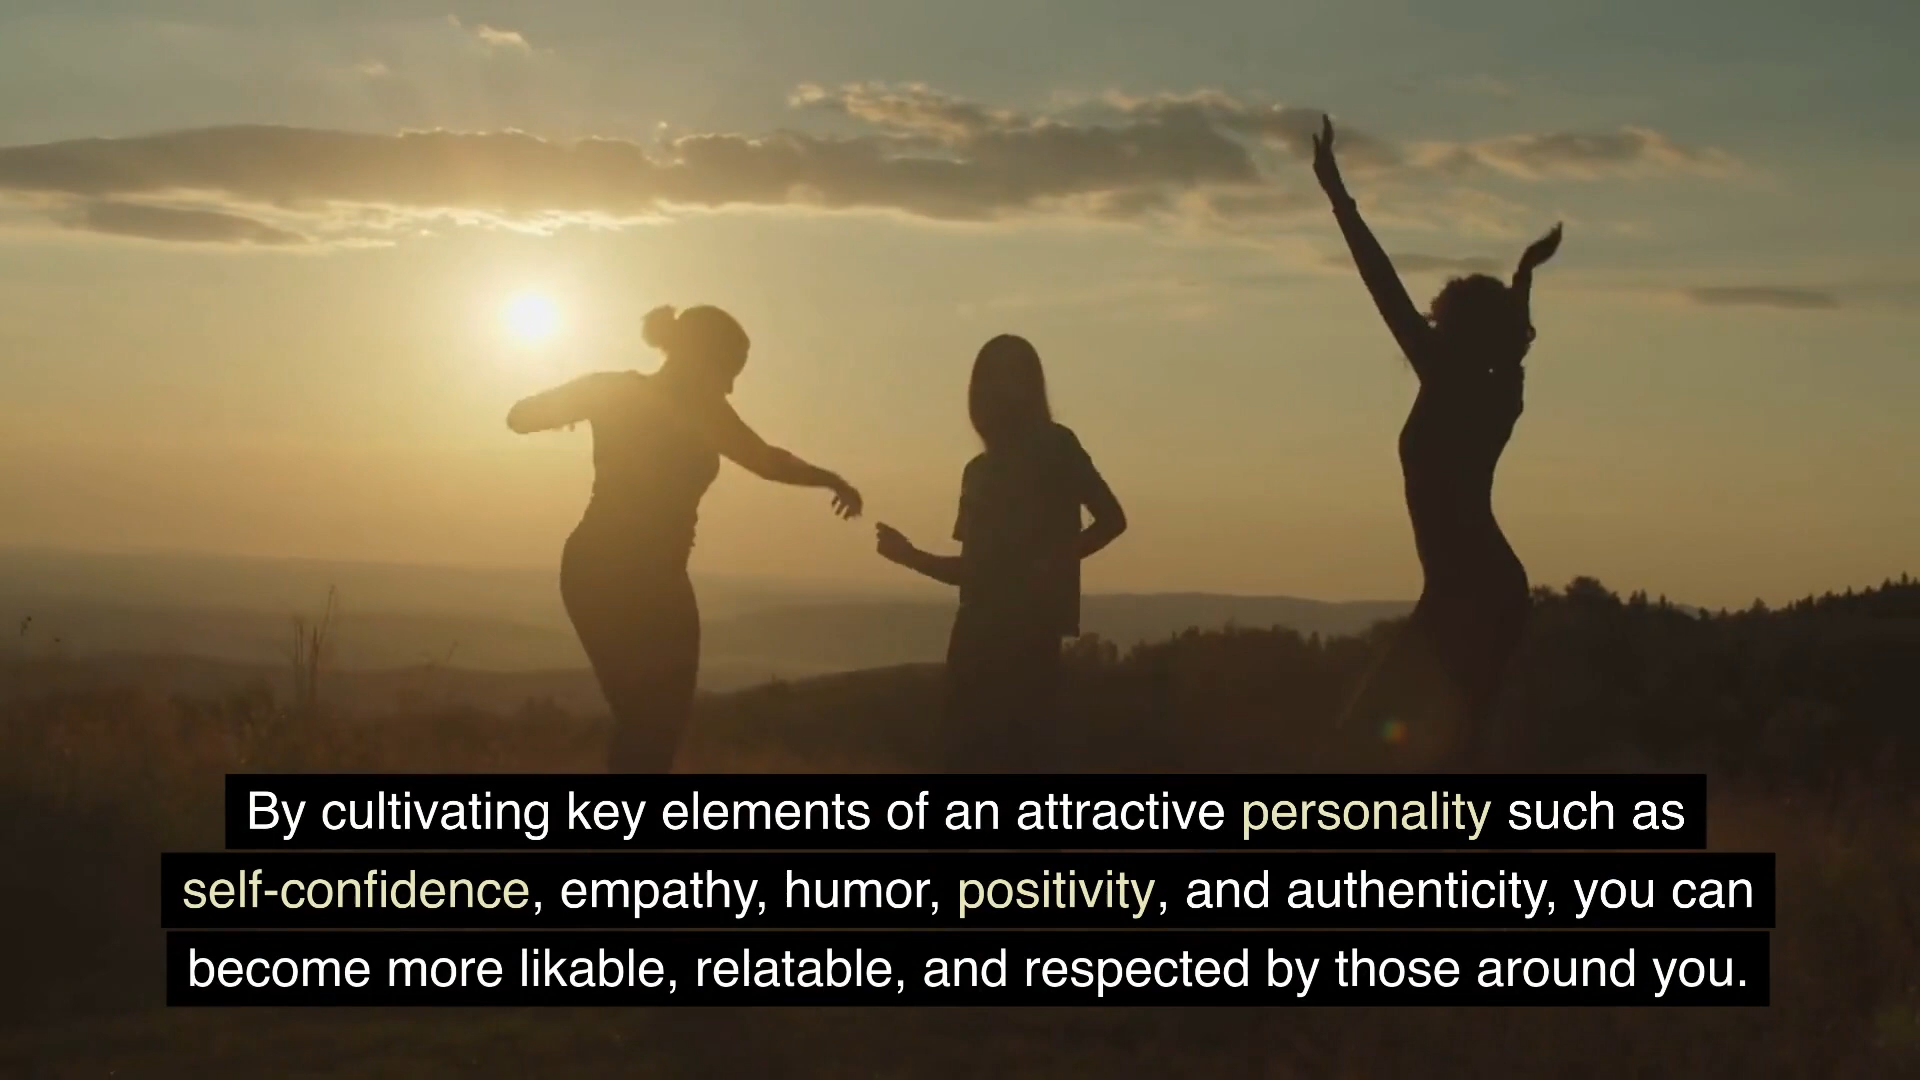 By cultivating key elements of an attractive personality such as
self-confidence, empathy, humor, positivity, and authenticity, you can
become more likable, relatable, and respected by those around you.